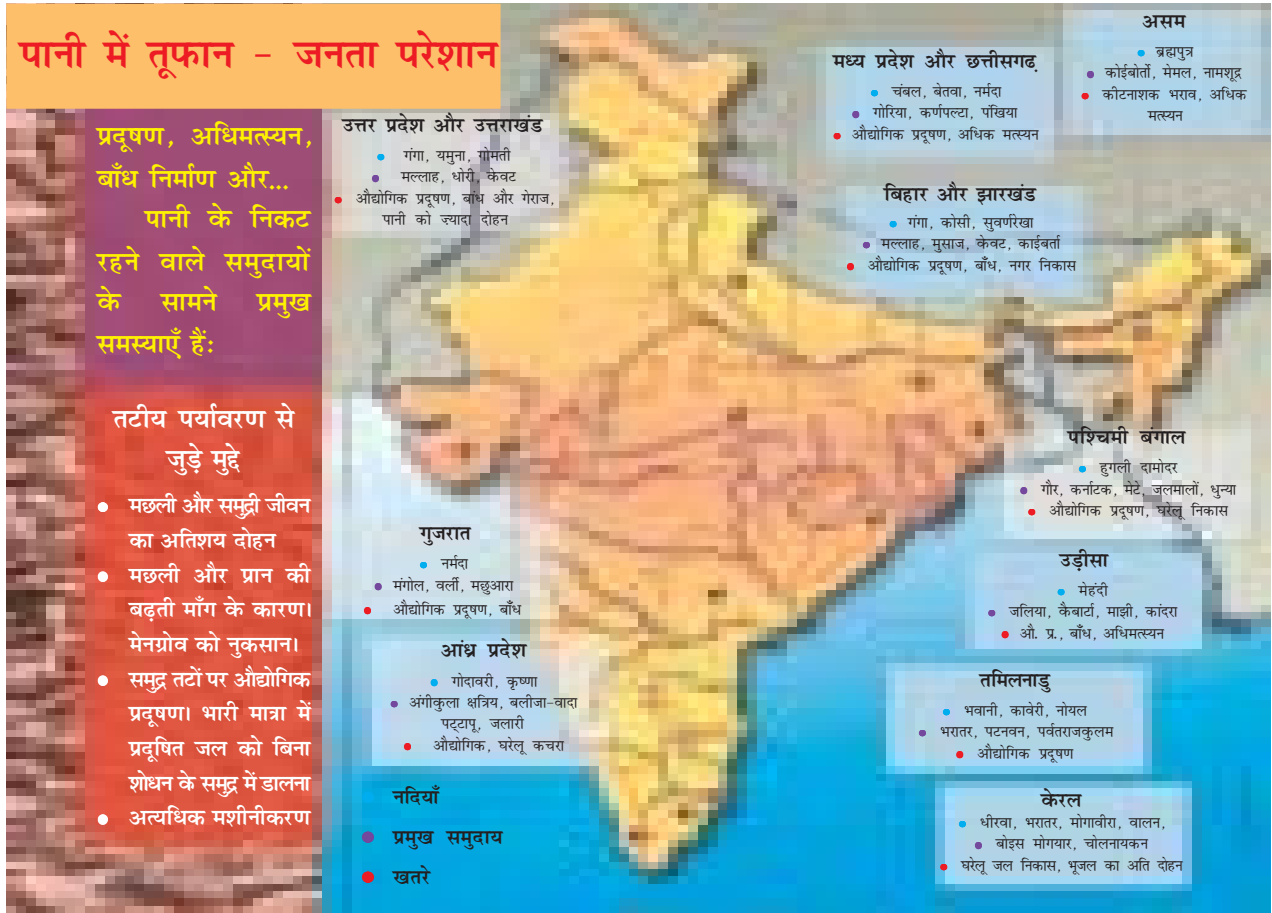 पानी में तूफान – जनता परेशान
प्रदूषण, अधिमत्स्यन,
बाँध निर्माण और...
पानी के निकट
रहने वाले समुदायों
के सामने प्रमुख
समस्याएँ हैं:
तटीय पर्यावरण से
जुड़े मुद्दे
• मछली और समुद्री जीवन
का अतिशय दोहन
• मछली और प्रान की
बढ़ती माँग के कारण।
मेनग्रोव को नुकसान।
• समुद्र तटों पर औद्योगिक
प्रदूषण। भारी मात्रा में
प्रदूषित जल को बिना
शोधन के समुद्र में डालना
• अत्यधिक मशीनीकरण
उत्तर प्रदेश और उत्तराखंड
• गंगा, यमुना, गोमती
• मल्लाह, धोरी, केवट
• औद्योगिक प्रदूषण, बांध और गेराज,
पानी को ज्यादा दोहन
मध्य प्रदेश और छत्तीसगढ़
• चंबल, बेतवा, नर्मदा
• गोरिया, कर्णपल्टा, पंखिया
• औद्योगिक प्रदूषण, अधिक मत्स्यन
असम
• ब्रह्मपुत्र
• कोईबोर्तो, मेमल, नामशूद्र
• कीटनाशक भराव, अधिक
मत्स्यन
बिहार और झारखंड
• गंगा, कोसी, सुवर्णरेखा
• मल्लाह, मुसाज, केवट, काईबर्ता
• औद्योगिक प्रदूषण, बाँध, नगर निकास
पश्चिमी बंगाल
• हुगली दामोदर
• गौर, कर्नाटक, मेटे, जलमालों, धुन्या
• औद्योगिक प्रदूषण, घरेलू निकास
गुजरात
• नर्मदा
• मंगोल, वर्ली, मछुआरा
• औद्योगिक प्रदूषण, बाँध
उड़ीसा
• मेहंदी
• जलिया, कैबार्टा, माझी, कांदरा
• औ. प्र., बाँध, अधिमत्स्यन
आंध्र प्रदेश
• गोदावरी, कृष्णा
• अंगीकुला क्षत्रिय, बलीजा-वादा
पट्टापू, जलारी
• औद्योगिक, घरेलू कचरा
तमिलनाडु
• भवानी, कावेरी, नोयल
• भरातर, पटनवन, पर्वतराजकुलम
• औद्योगिक प्रदूषण
केरल
• धीरवा, भरातर, मोगावीरा, वालन,
• बोइस मोगयार, चोलनायकन
• घरेलू जल निकास, भूजल का अति दोहन
नदियाँ
• प्रमुख समुदाय
• खतरे